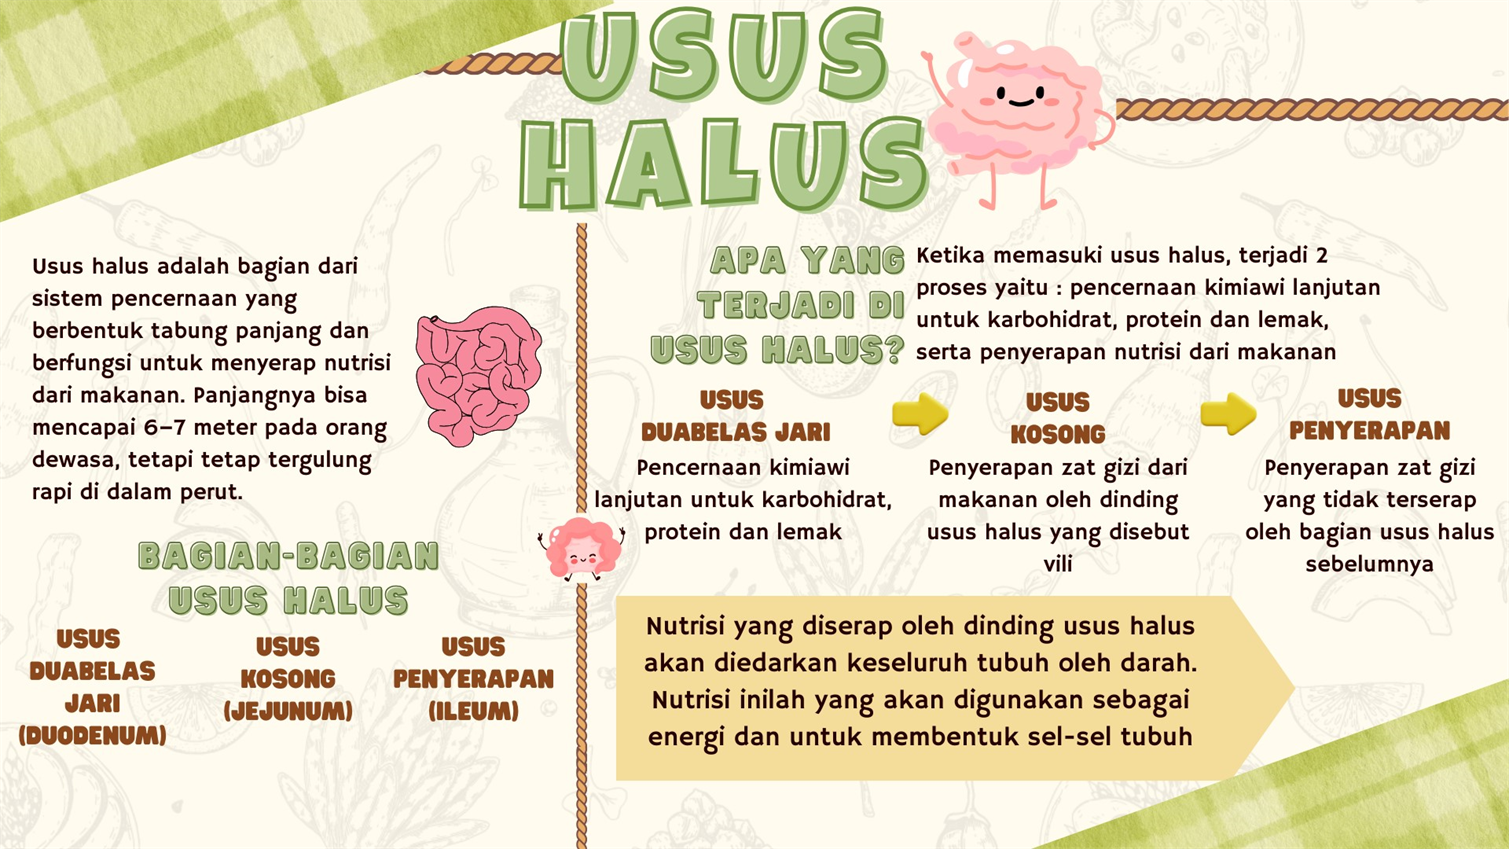 USUS
HALUS
Usus halus adalah bagian dari
sistem pencernaan yang
berbentuk tabung panjang dan
berfungsi untuk menyerap nutrisi
dari makanan. Panjangnya bisa
mencapai 6–7 meter pada orang
dewasa, tetapi tetap tergulung
rapi di dalam perut.
BAGIAN-BAGIAN
USUS HALUS
USUS
DUABELAS
JARI
(DUODENUM)
USUS
KOSONG
(JEJUNUM)
USUS
PENYERAPAN
(ILEUM)
APA YANG
TERJADI DI
USUS HALUS?
Ketika memasuki usus halus, terjadi 2
proses yaitu : pencernaan kimiawi lanjutan
untuk karbohidrat, protein dan lemak,
serta penyerapan nutrisi dari makanan
USUS
DUABELAS JARI
Pencernaan kimiawi
lanjutan untuk karbohidrat,
protein dan lemak
USUS
KOSONG
Penyerapan zat gizi dari
makanan oleh dinding
usus halus yang disebut
vili
USUS
PENYERAPAN
Penyerapan zat gizi
yang tidak terserap
oleh bagian usus halus
sebelumnya
Nutrisi yang diserap oleh dinding usus halus
akan diedarkan keseluruh tubuh oleh darah.
Nutrisi inilah yang akan digunakan sebagai
energi dan untuk membentuk sel-sel tubuh